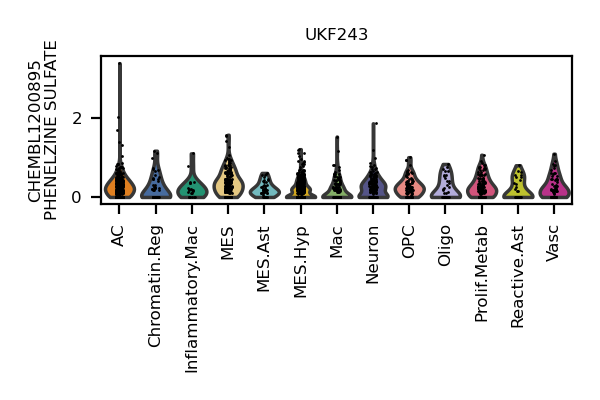 UKF243
CHEMBL1200895
PHENELZINE SULFATE
2
0
AC
Chromatin.Reg
Inflammatory.Mac
MES
MES.Ast
MES.Hyp
Mac
Neuron
OPC
Oligo
Prolif.Metab
Reactive.Ast
Vasc